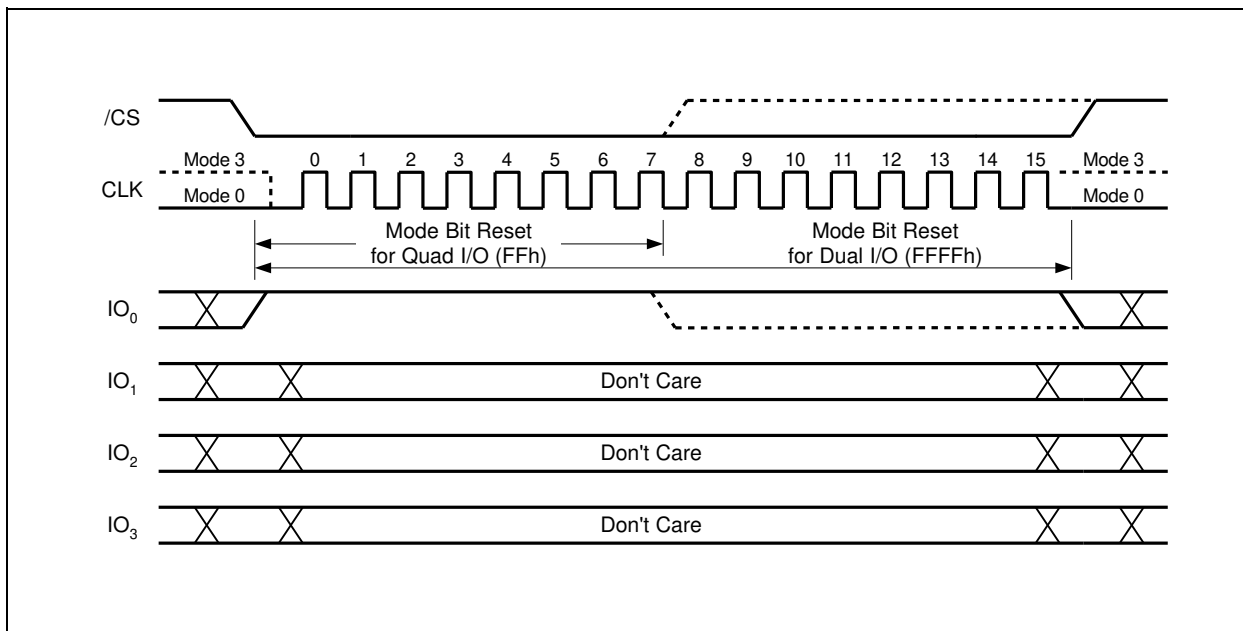 /CS
Mode 3 0 1 2 3 4 5 6 7 8 9 10 11 12 13 14 15 Mode 3
CLK
Mode 0 Mode 0
Mode Bit Reset Mode Bit Reset
for Quad I/O (FFh) for Dual I/O (FFFFh)
IO0
IO1 Don't Care
IO2 Don't Care
IO3 Don't Care